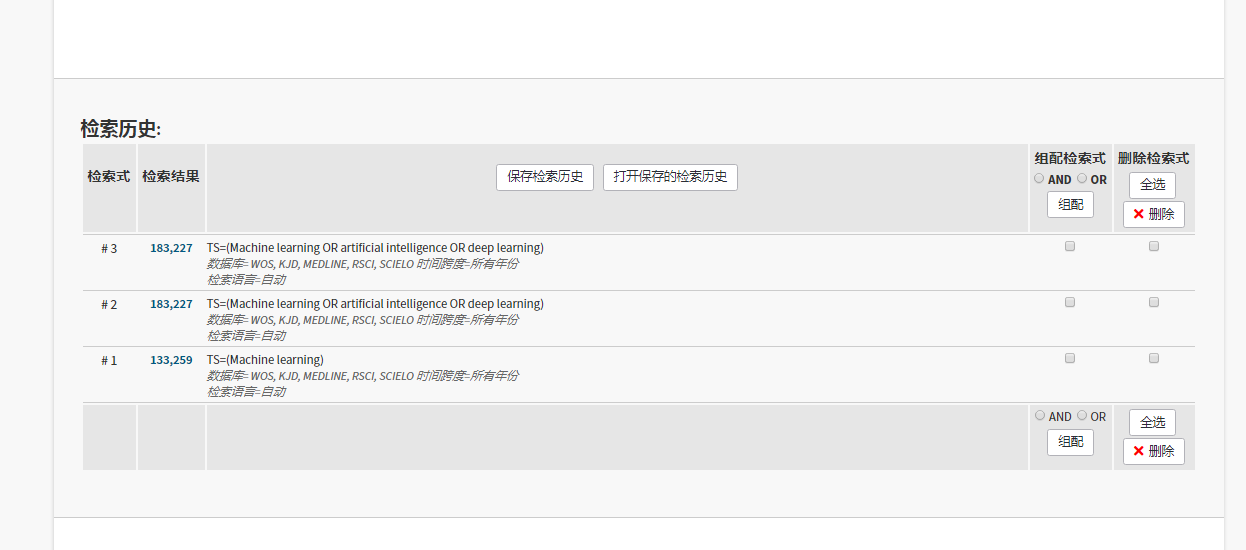 检索历史:
检索式 检索结果 保存检索历史 打开保存的检索历史 组配检索式 删除检索式
AND OR 全选
组配 删除
# 3 183,227 TS=(Machine learning OR artificial intelligence OR deep learning)
数据库= WOS, KJD, MEDLINE, RSCI, SCIELO 时间跨度=所有年份
检索语言=自动
# 2 183,227 TS=(Machine learning OR artificial intelligence OR deep learning)
数据库= WOS, KJD, MEDLINE, RSCI, SCIELO 时间跨度=所有年份
检索语言=自动
# 1 133,259 TS=(Machine learning)
数据库= WOS, KJD, MEDLINE, RSCI, SCIELO 时间跨度=所有年份
检索语言=自动
AND OR 全选
组配 删除